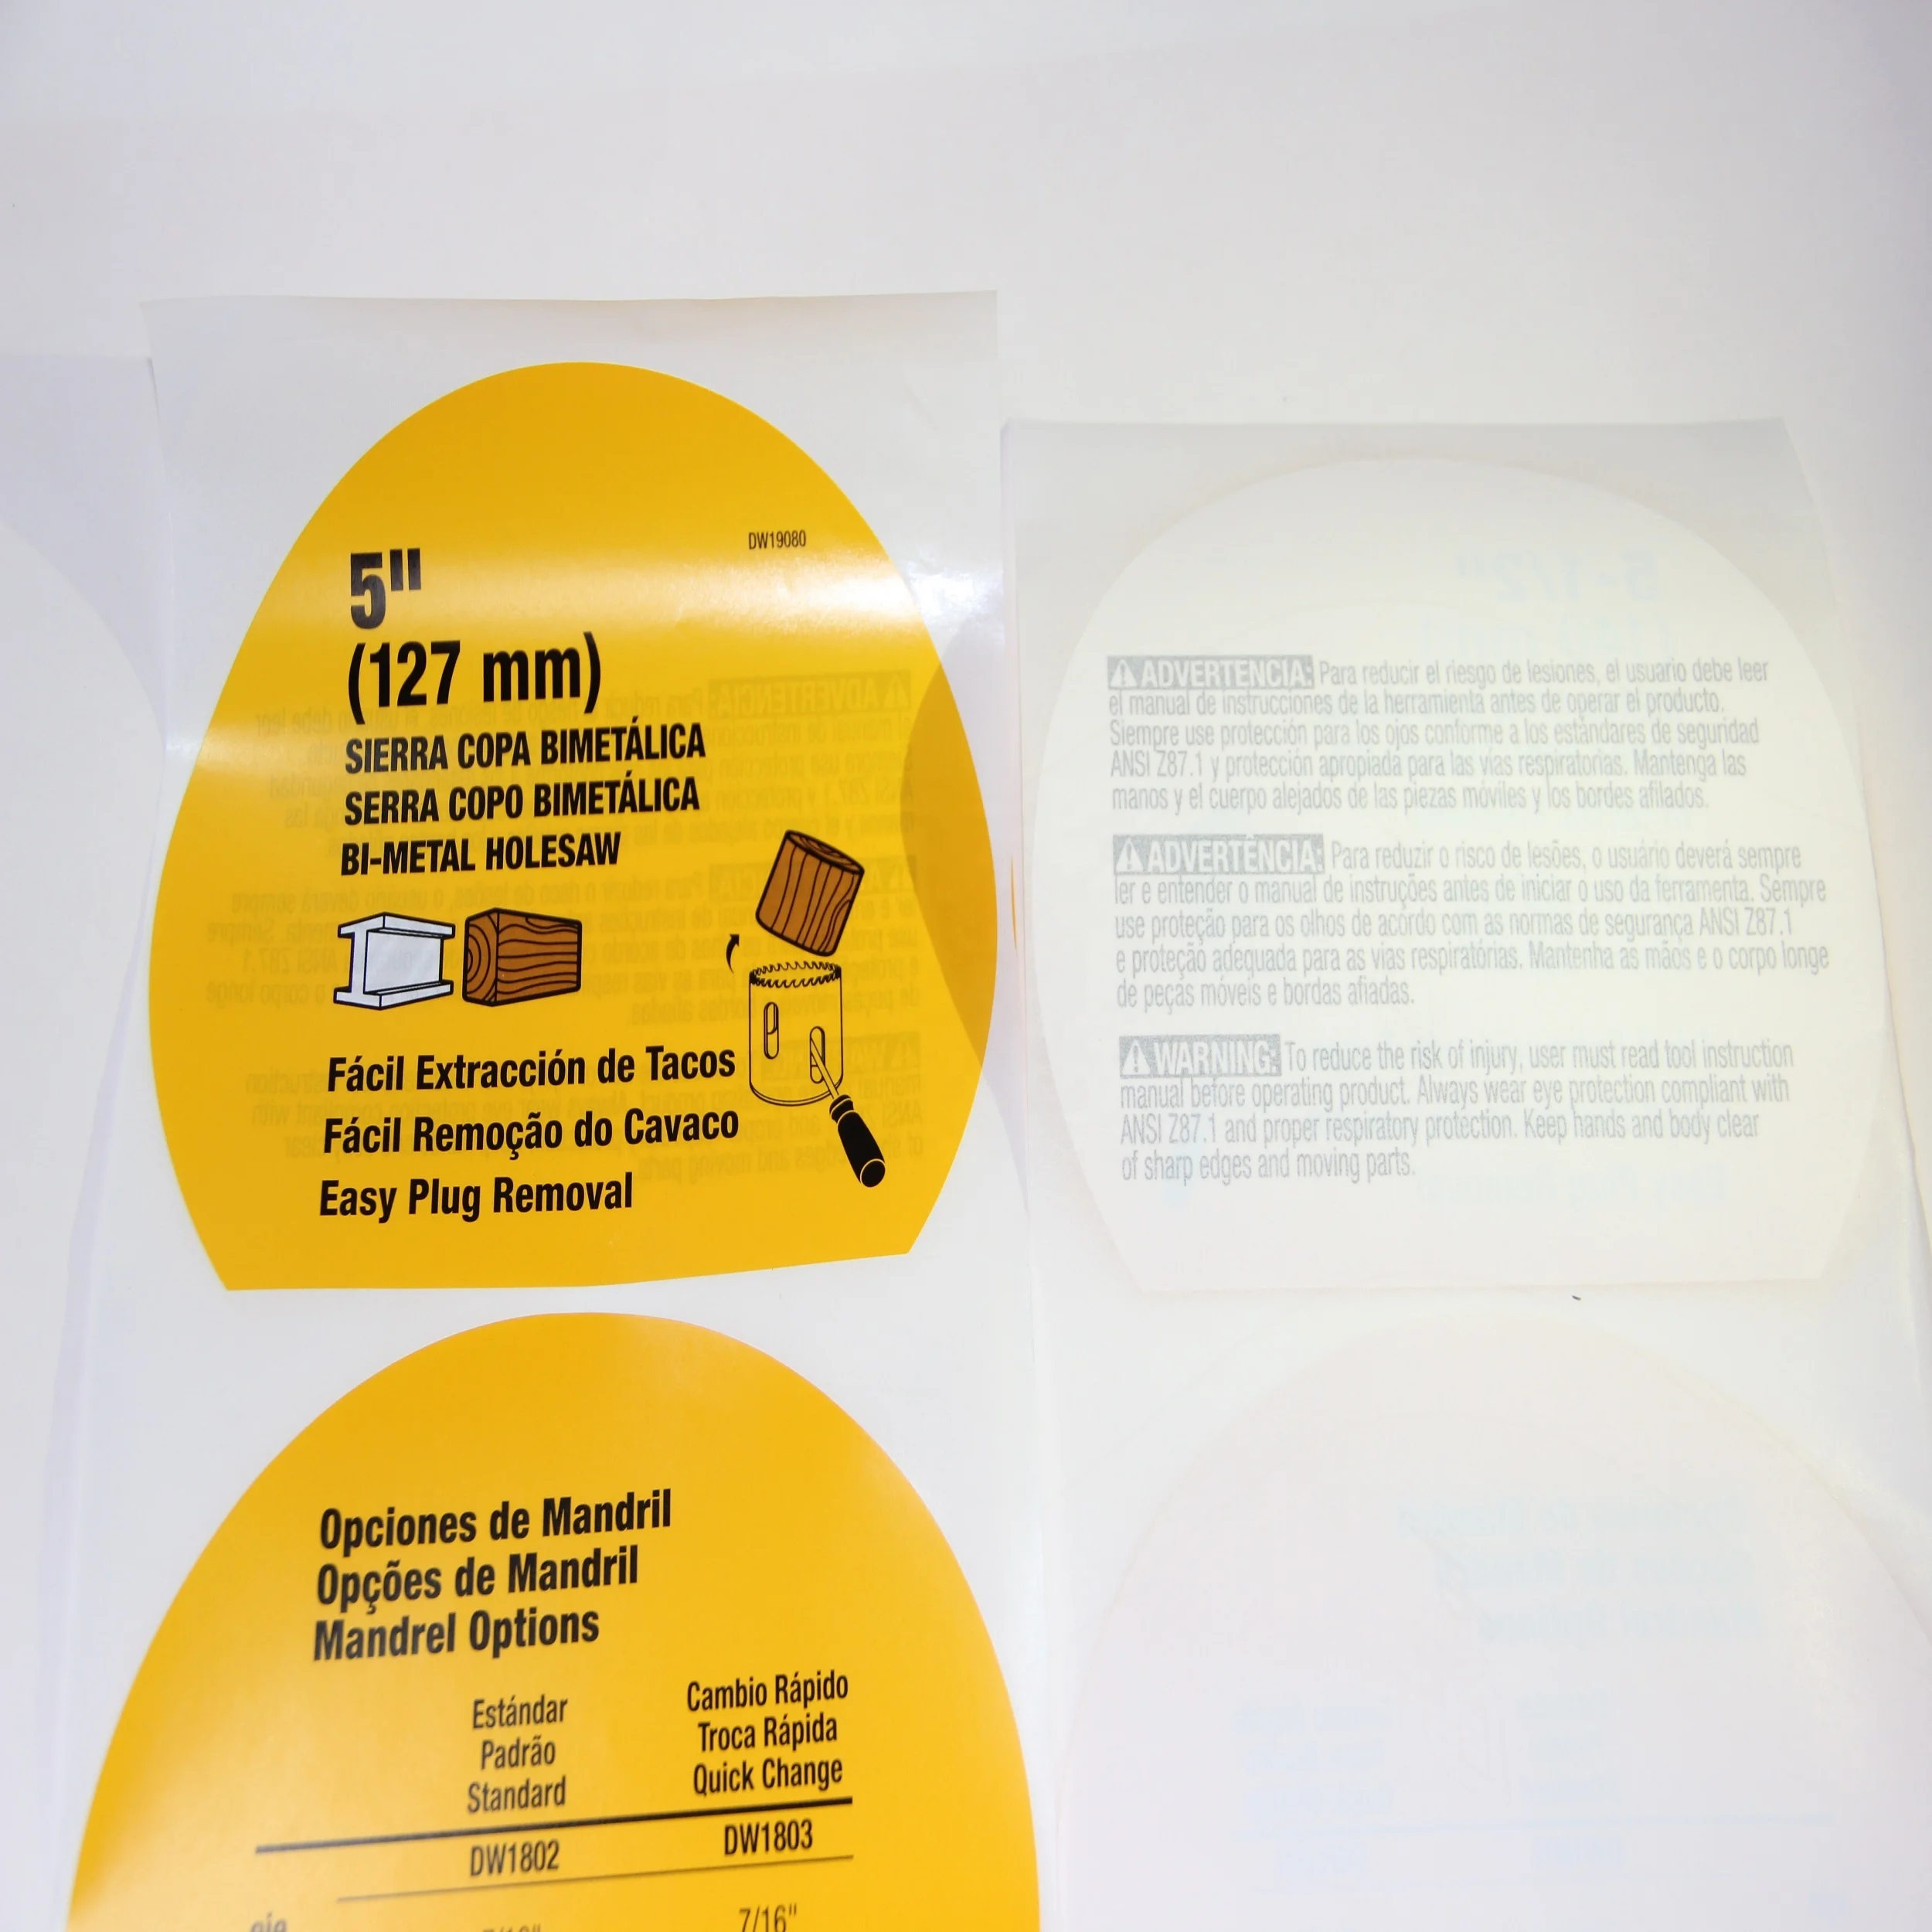 DW19080
5"
(127 mm)
SIERRA COPA BIMETÁLICA
SERRA COPO BIMETÁLICA
BI-METAL HOLESAW
Fácil Extracción de Tacos
Fácil Remoção do Cavaco
Easy Plug Removal
Opciones de Mandril
Opções de Mandril
Mandrel Options
Estándar
Padrão
Standard
Cambio Rápido
Troca Rápida
Quick Change
DW1802
DW1803
7/16"
ADVERTENCIA: Para reducir el riesgo de lesiones, el usuario debe leer
el manual de instrucciones de la herramienta antes de operar el producto.
Siempre use protección para los ojos conforme a los estándares de seguridad
ANSI Z87.1 y protección apropiada para las vías respiratorias. Mantenga las
manos y el cuerpo alejados de las piezas móviles y los bordes afilados.
ADVERTÊNCIA: Para reduzir o risco de lesões, o usuário deverá sempre
ler e entender o manual de instruções antes de iniciar o uso da ferramenta. Sempre
use proteção para os olhos de acordo com as normas de segurança ANSI Z87.1
e proteção adequada para as vias respiratórias. Mantenha as mãos e o corpo longe
de peças móveis e bordas afiadas.
WARNING: To reduce the risk of injury, user must read tool instruction
manual before operating product. Always wear eye protection compliant with
ANSI Z87.1 and proper respiratory protection. Keep hands and body clear
of sharp edges and moving parts.